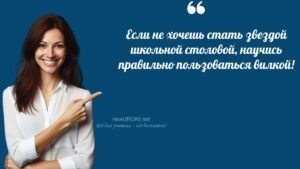 Если не хочешь стать звездой
школьной столовой, научись
правильно пользоваться вилкой!
newUROKI.net
Всё для учителя – всё бесплатно!